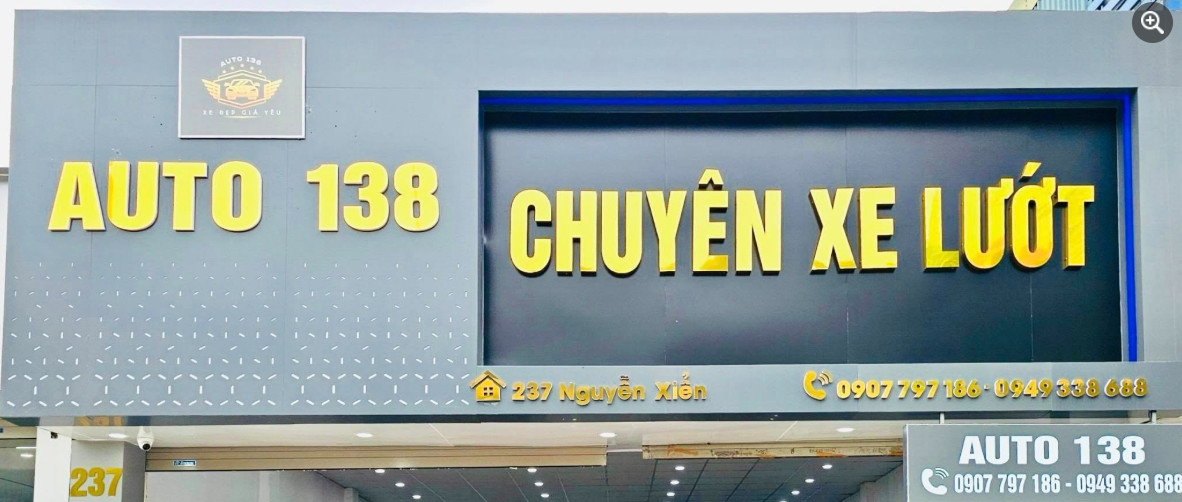 AUTO 138
XE ĐẸP GIÁ YÊU
AUTO 138
CHUYÊN XE LƯỚT
237 Nguyễn Xiển
0907 797 186 - 0949 338 688
237
AUTO 138
0907 797 186 - 0949 338 688